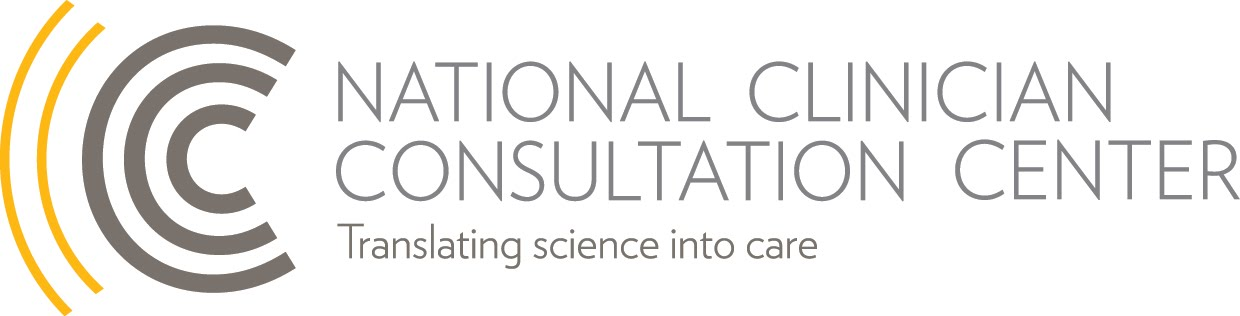 NATIONAL CLINICIAN
CONSULTATION CENTER
Translating science into care